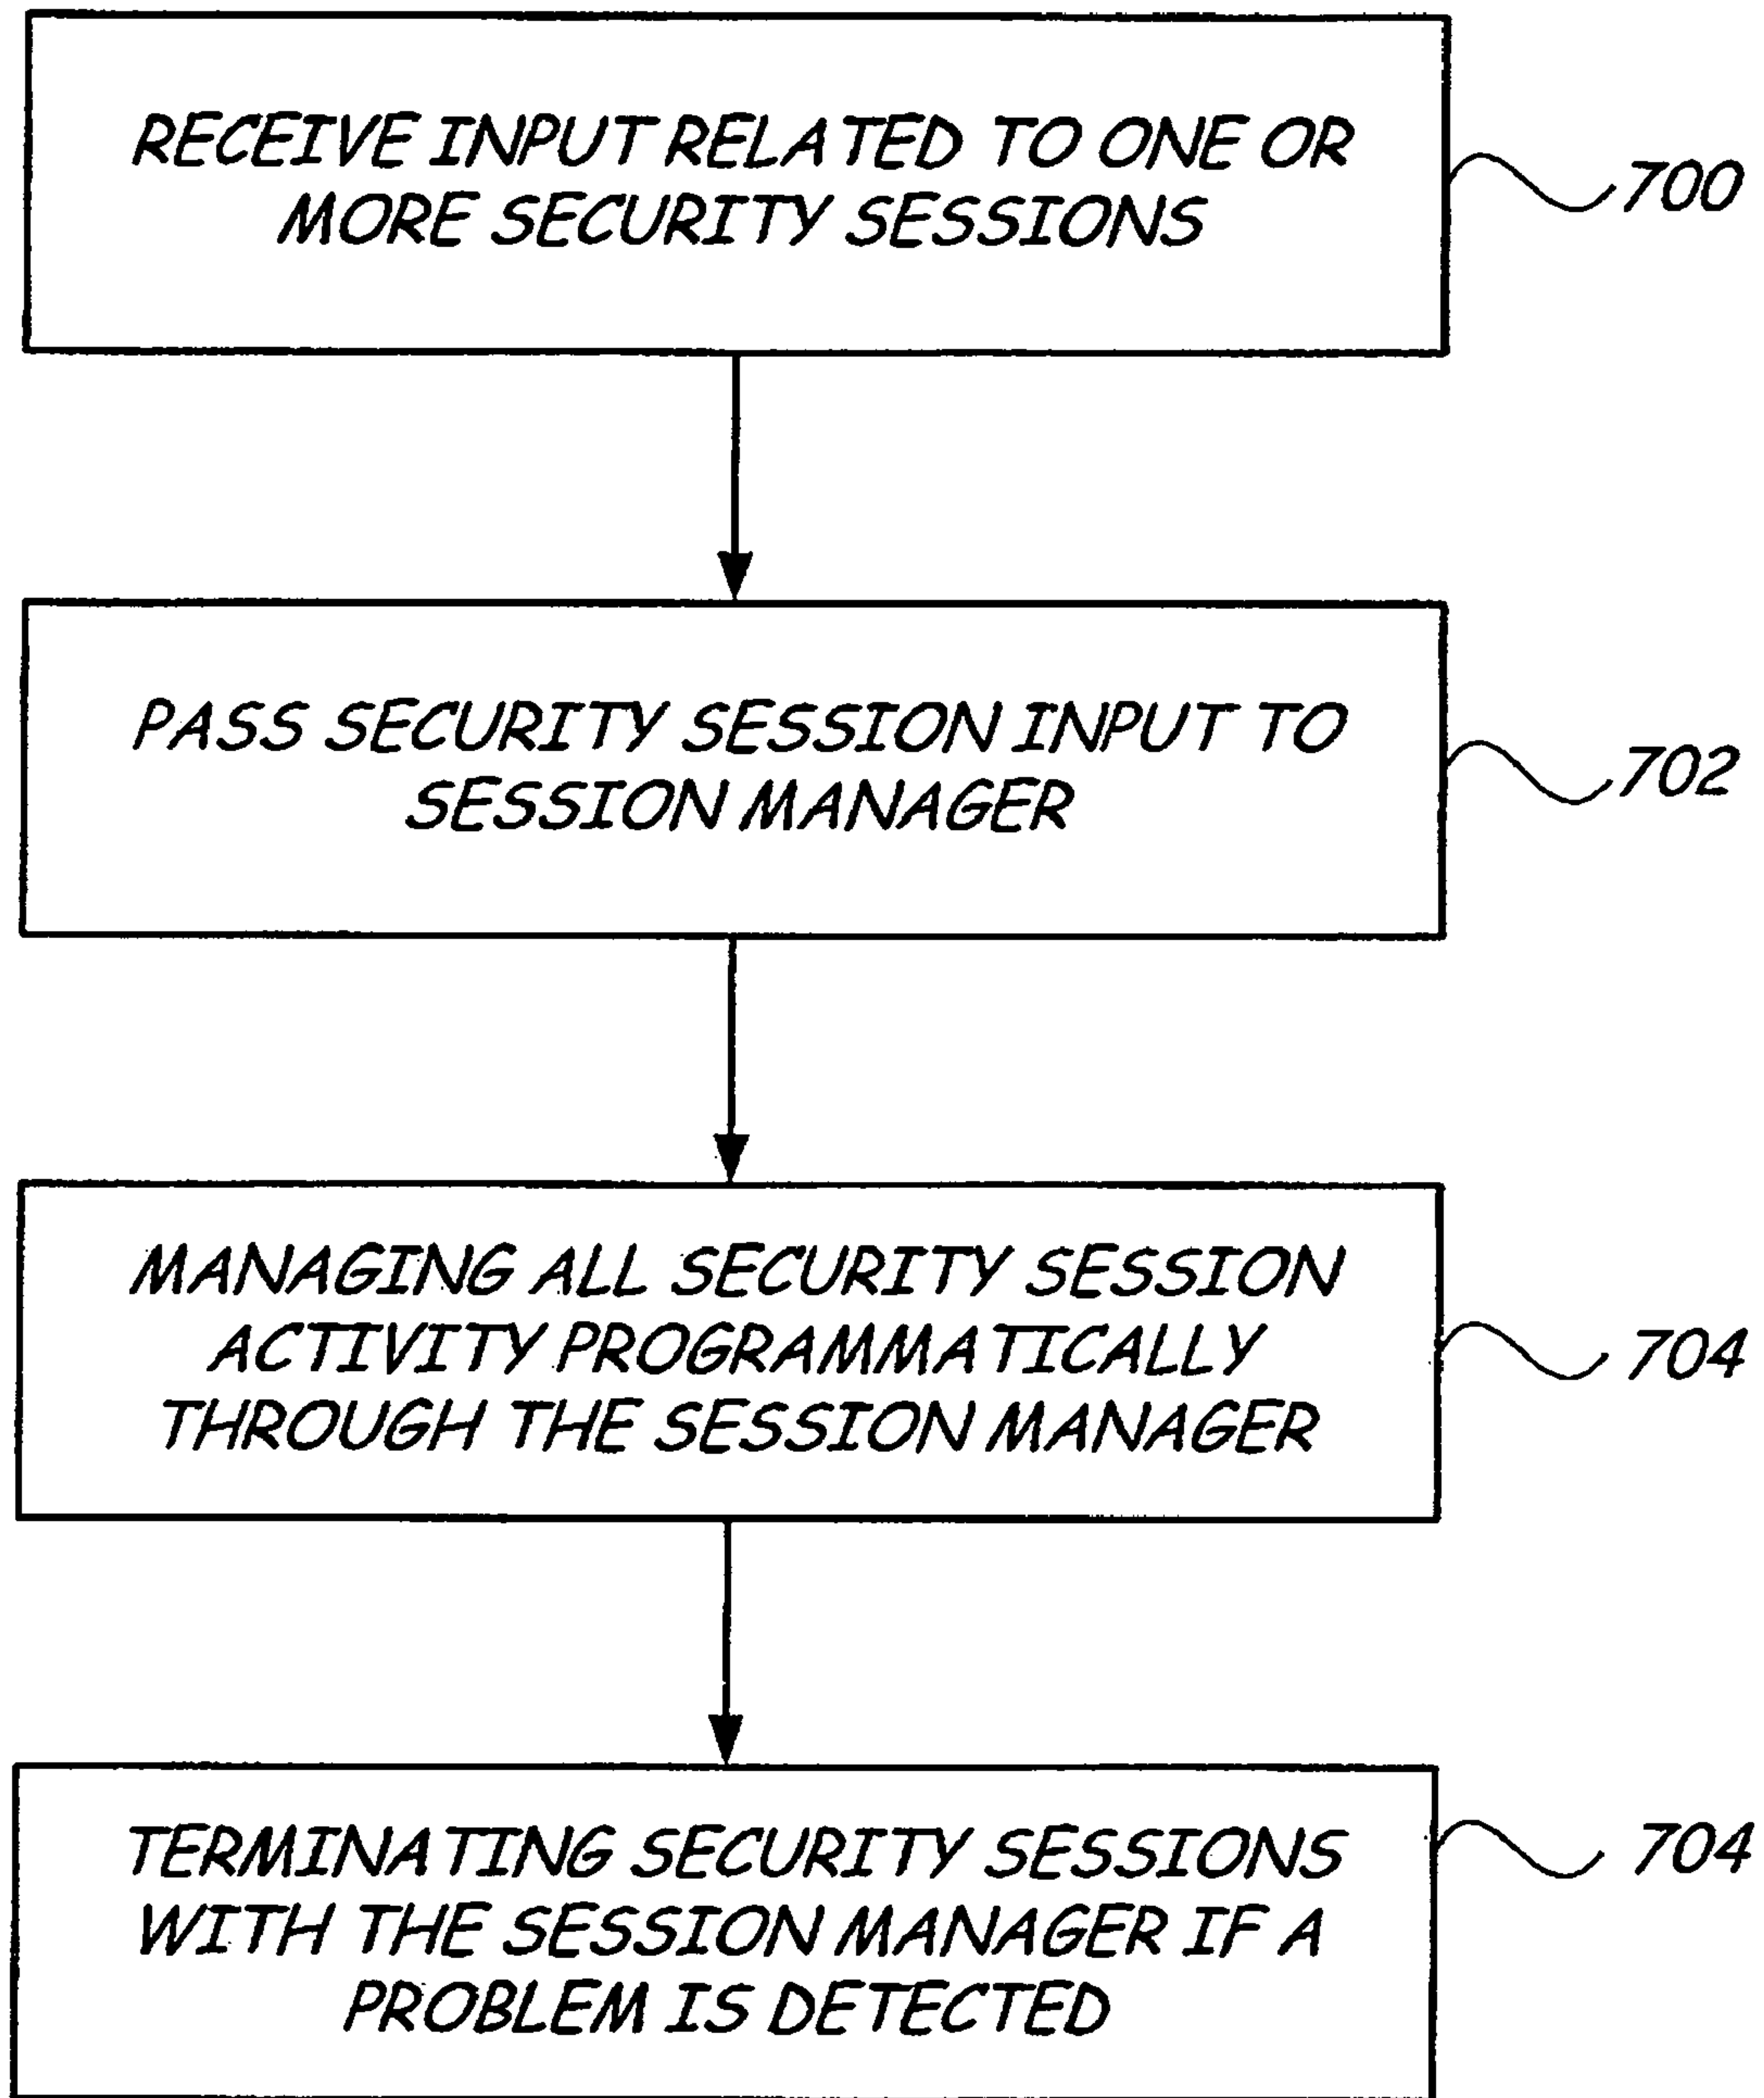 RECEIVE INPUT RELATED TO ONE OR
MORE SECURITY SESSIONS
700
PASS SECURITY SESSION INPUT TO
SESSION MANAGER
702
MANAGING ALL SECURITY SESSION
ACTIVITY PROGRAMMATICALLY
THROUGH THE SESSION MANAGER
704
TERMINATING SECURITY SESSIONS
WITH THE SESSION MANAGER IF A
PROBLEM IS DETECTED
704